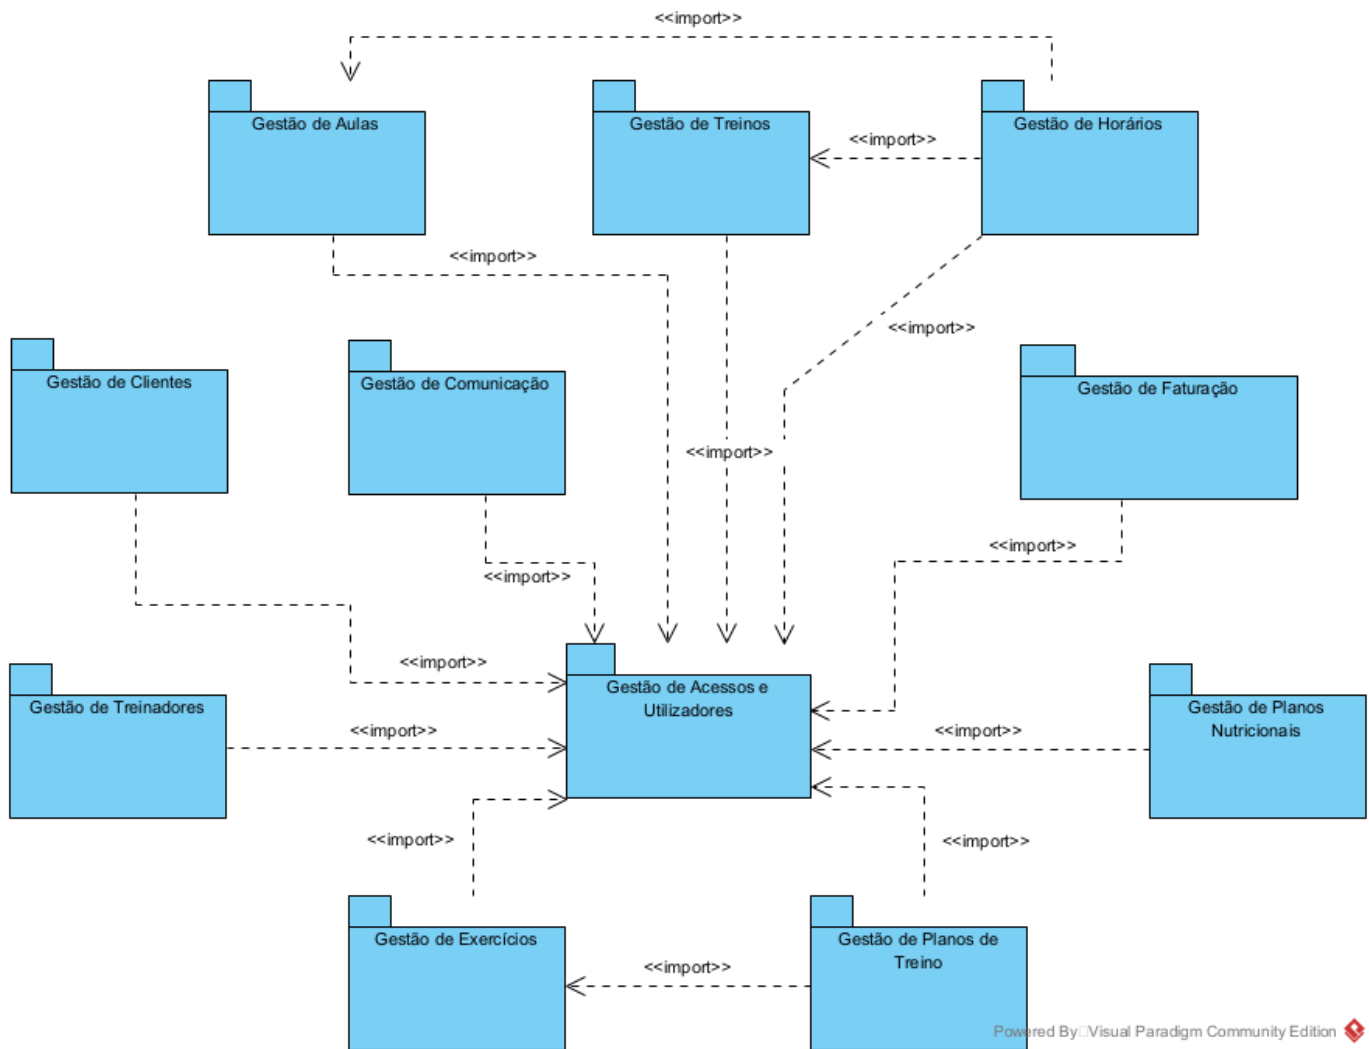 <<import>>
Gestão de Aulas
Gestão de Treinos
Gestão de Horários
<<import>>
<<import>>
<<import>>
Gestão de Clientes
Gestão de Comunicação
Gestão de Faturação
<<import>>
<<import>>
<<import>>
<<import>>
Gestão de Treinadores
Gestão de Acessos e
Utilizadores
Gestão de Planos
Nutricionais
<<import>>
<<import>>
<<import>>
<<import>>
Gestão de Exercícios
Gestão de Planos de
Treino
<<import>>
Powered By Visual Paradigm Community Edition